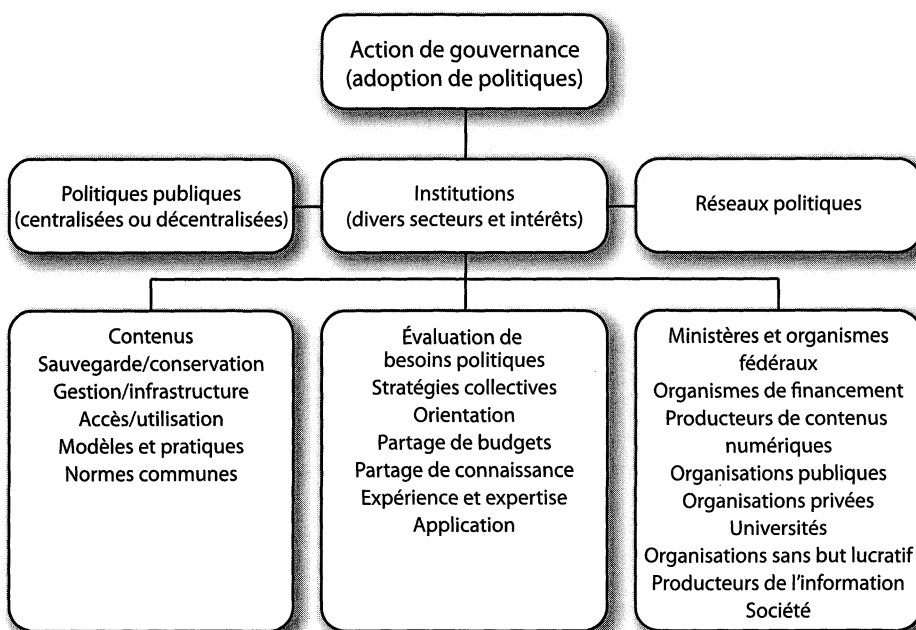 Action de gouvernance
(adoption de politiques)
Politiques publiques
(centralisées ou décentralisées)
Institutions
(divers secteurs et intérêts)
Réseaux politiques
Contenus
Sauvegarde/conservation
Gestion/infrastructure
Accès/utilisation
Modèles et pratiques
Normes communes
Évaluation de
besoins politiques
Stratégies collectives
Orientation
Partage de budgets
Partage de connaissance
Expérience et expertise
Application
Ministères et organismes
fédéraux
Organismes de financement
Producteurs de contenus
numériques
Organisations publiques
Organisations privées
Universités
Organisations sans but lucratif
Producteurs de l'information
Société